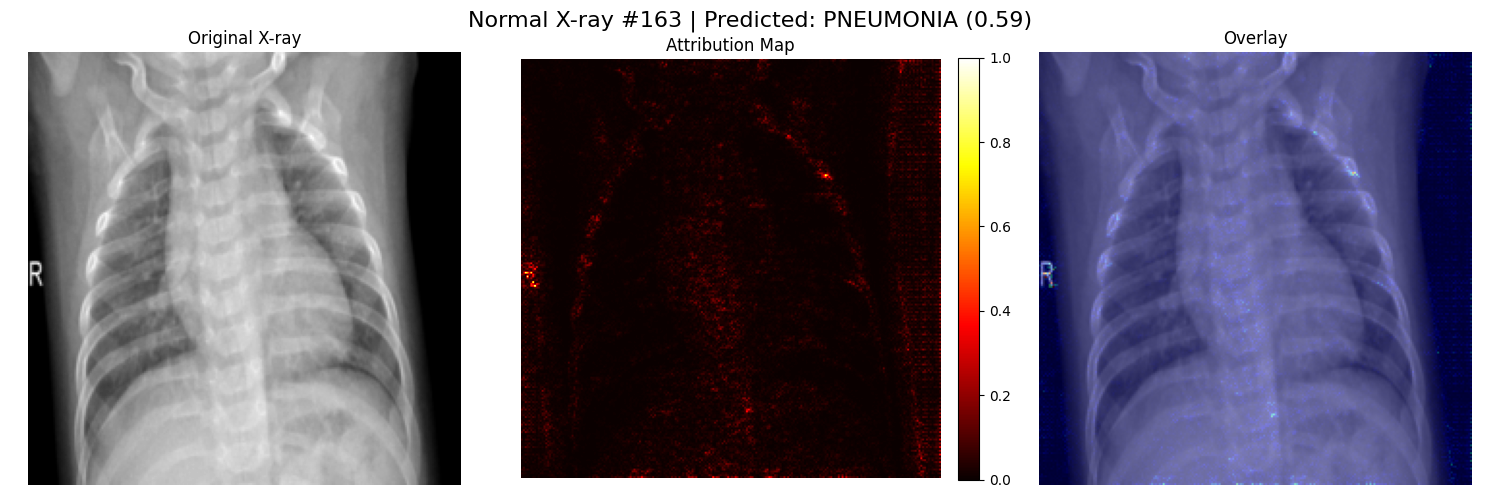 Normal X-ray #163 | Predicted: PNEUMONIA (0.59)
Original X-ray
Attribution Map
Overlay
R
1.0
0.8
0.6
0.4
0.2
0.0
R